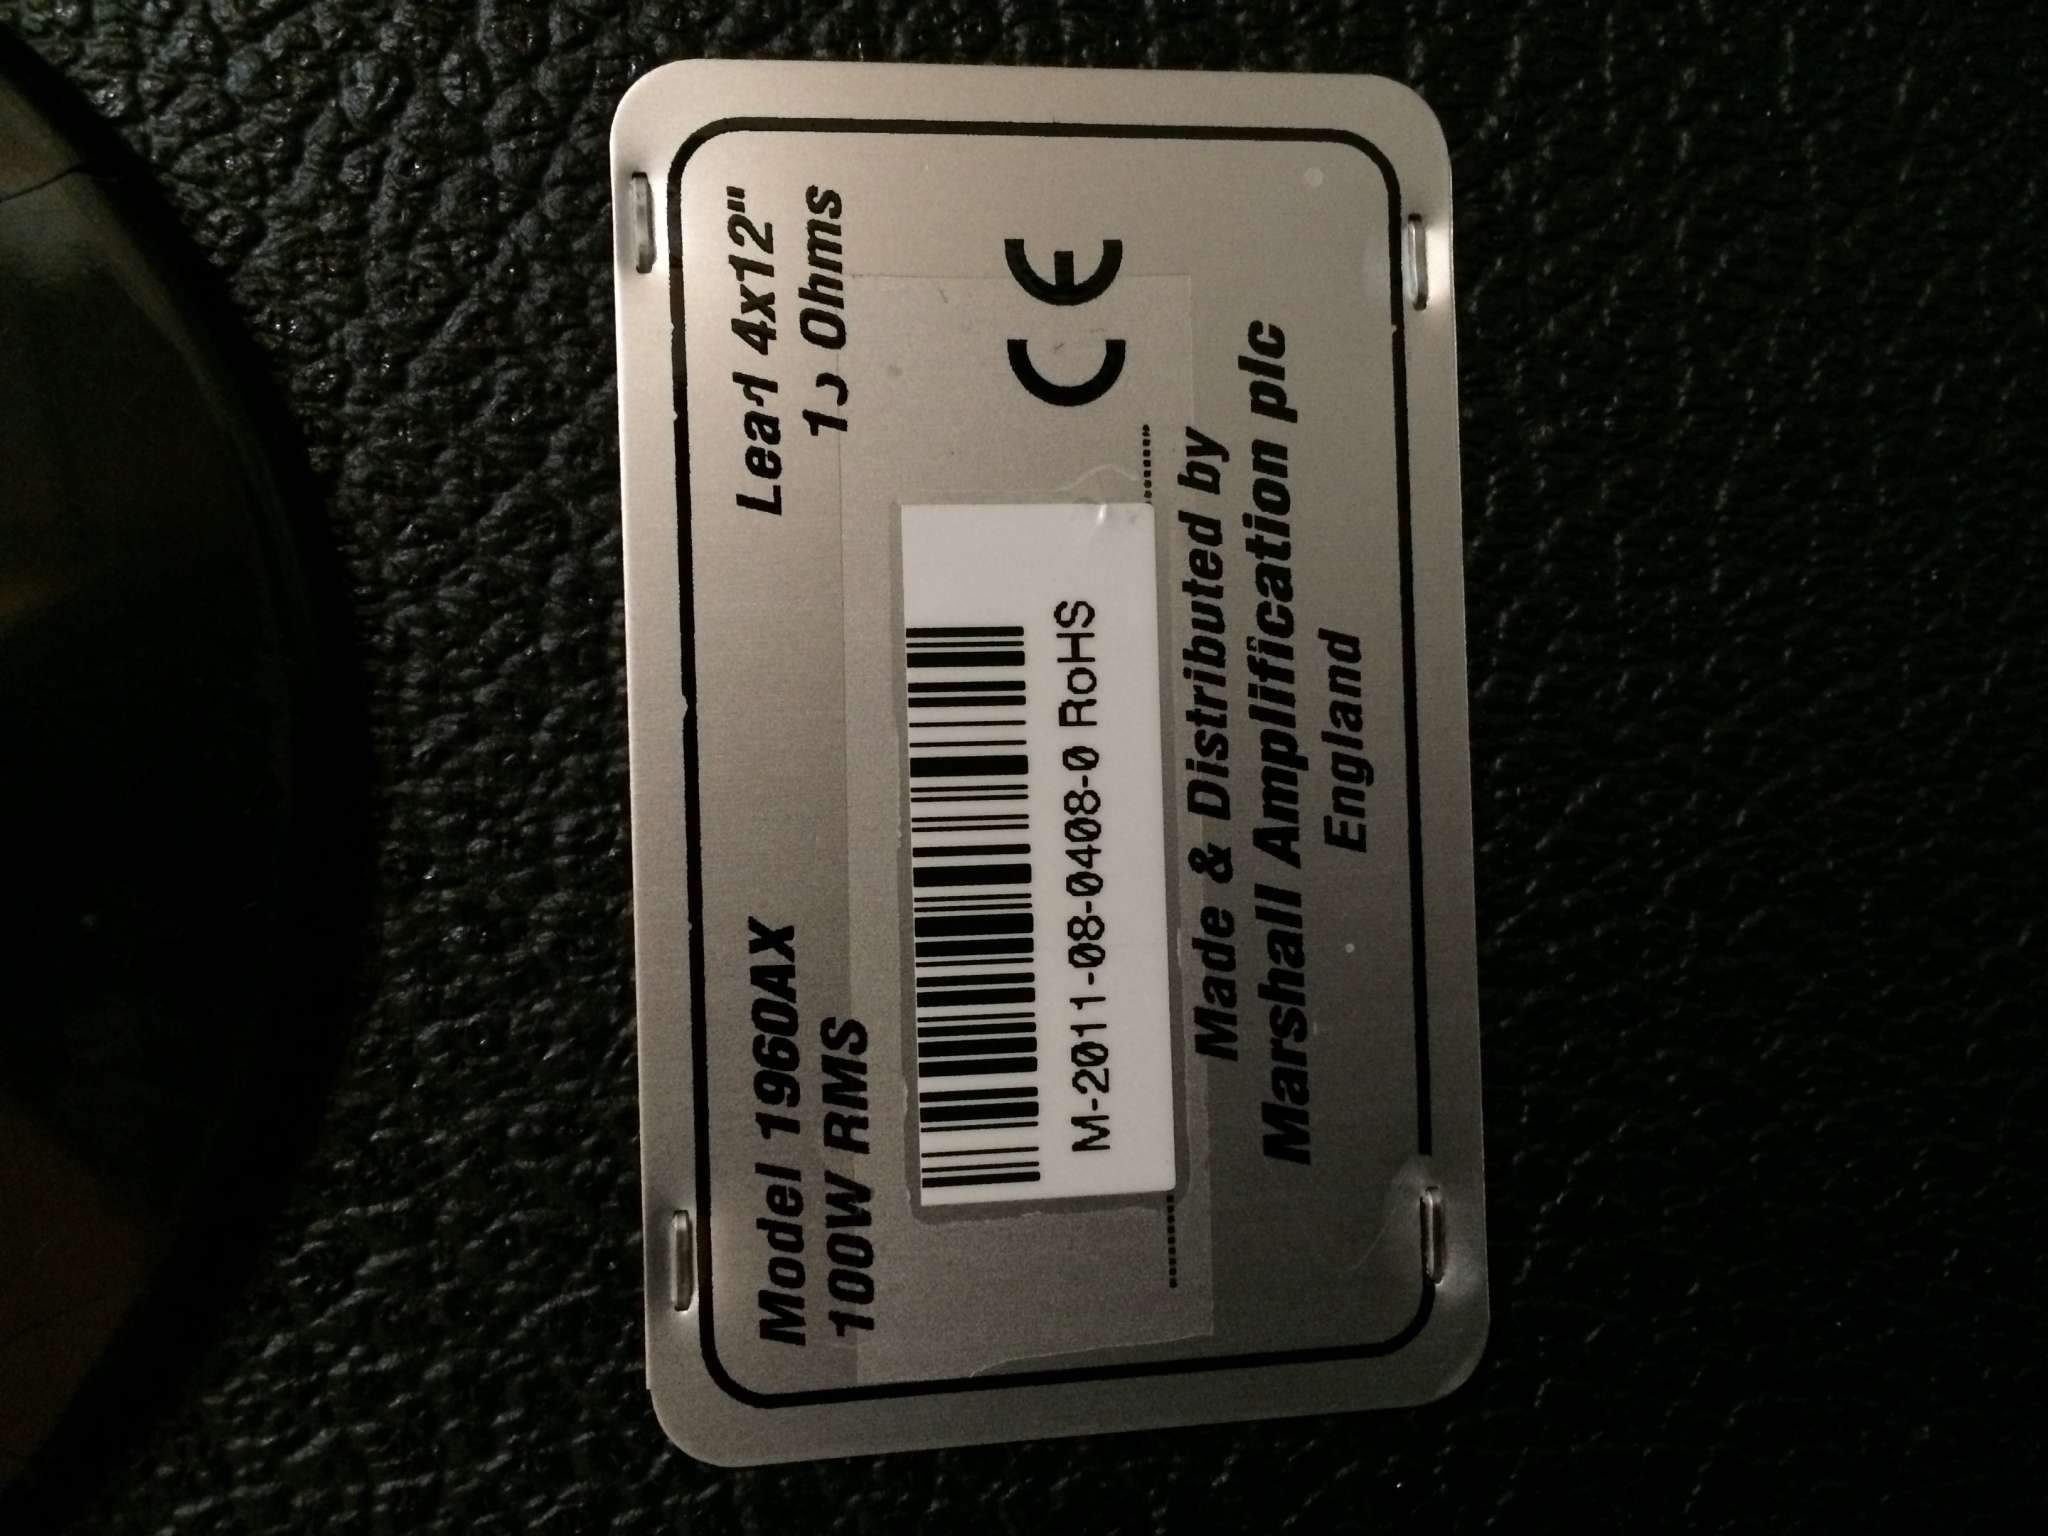 Model 1960AX
Lead 4x12"
100W RMS
Ohms
CE
M-2011-08-0408-0 RoHS
Made & Distributed by
Marshall Amplification plc
England